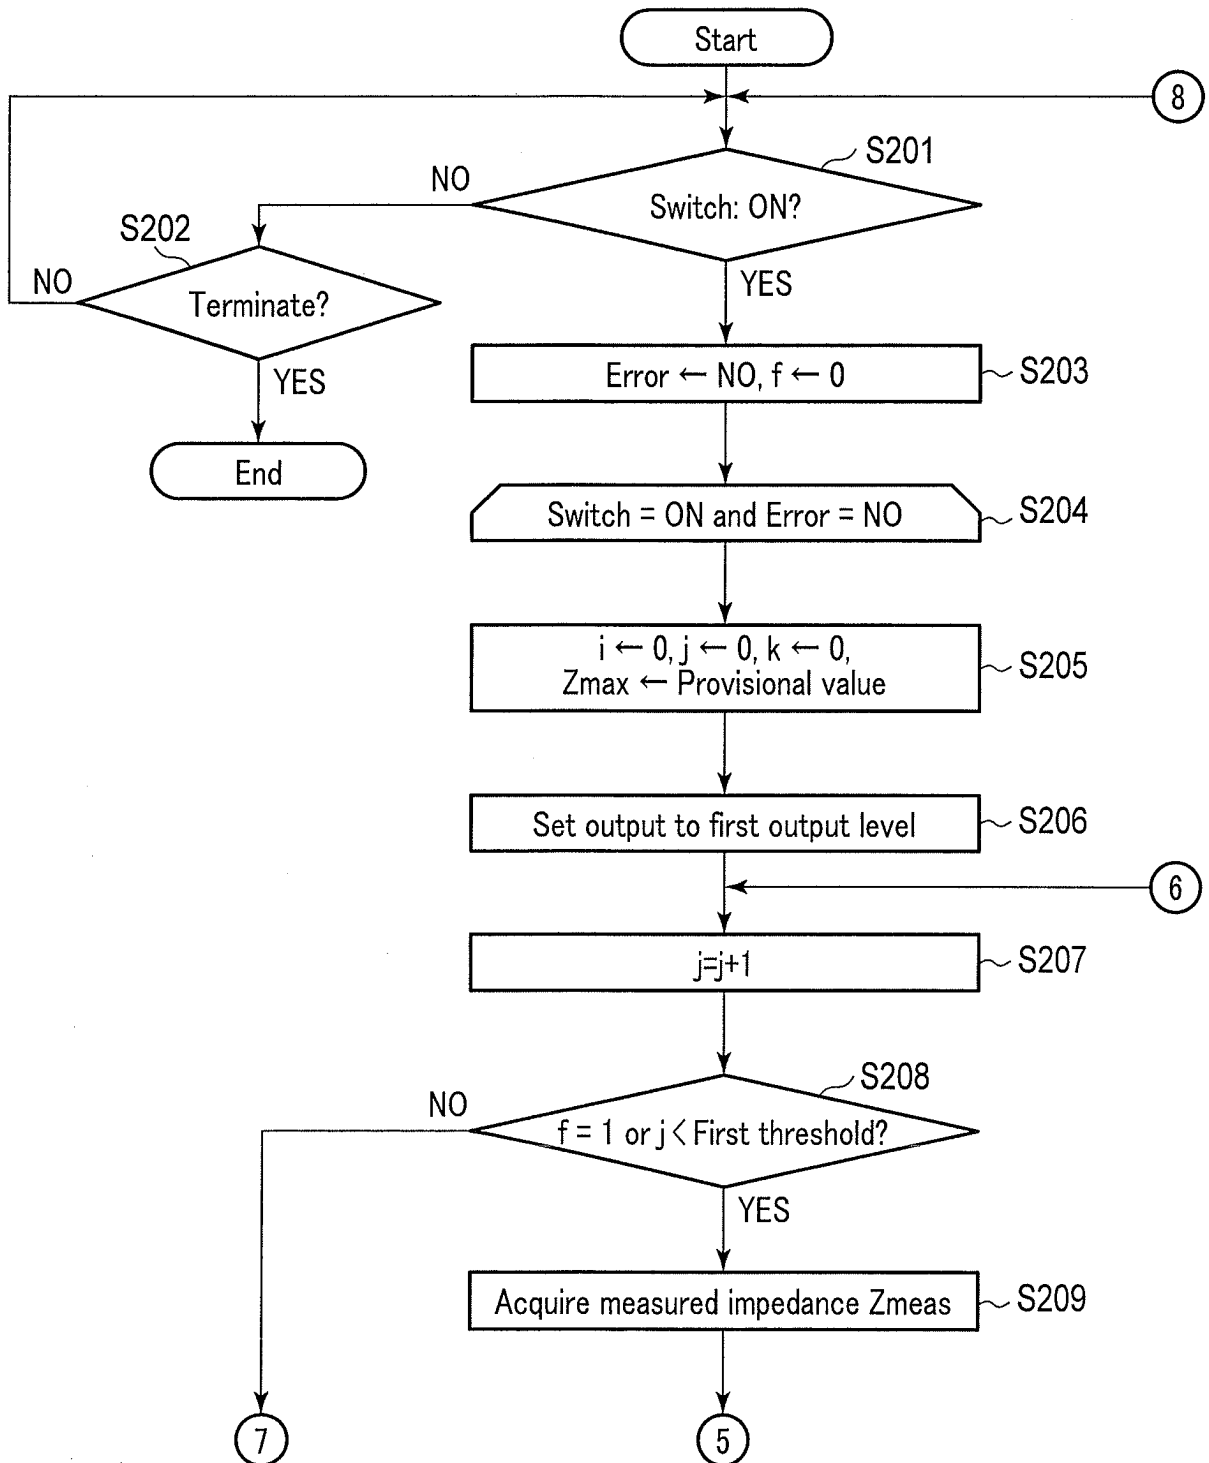 Start
8
S201
NO
Switch: ON?
S202
NO
YES
Terminate?
YES
Error ← NO, f ← 0
S203
End
Switch = ON and Error = NO
S204
i ← 0, j ← 0, k ← 0,
Zmax ← Provisional value
S205
Set output to first output level
S206
6
j=j+1
S207
S208
NO
f = 1 or j < First threshold?
YES
Acquire measured impedance Zmeas
S209
7
5